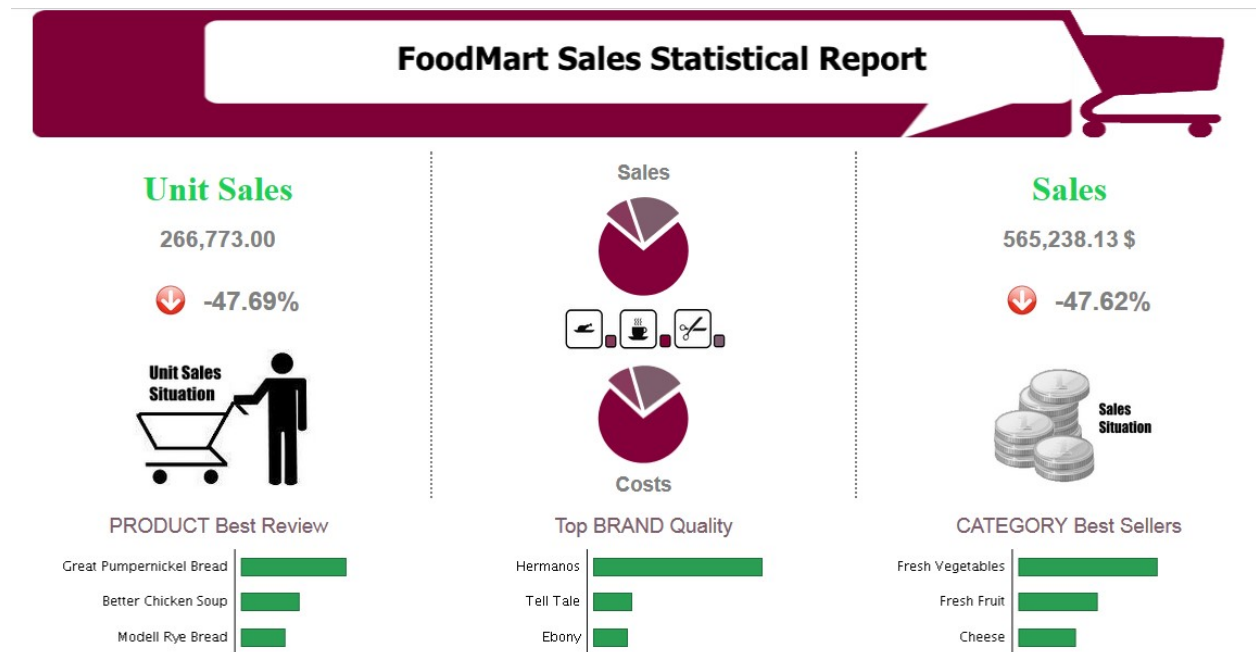 FoodMart Sales Statistical Report
Unit Sales
266,773.00
-47.69%
Unit Sales
Situation
Sales
Costs
Sales
565,238.13 $
-47.62%
Sales
Situation
PRODUCT Best Review
Great Pumpernickel Bread
Better Chicken Soup
Modell Rye Bread
Top BRAND Quality
Hermanos
Tell Tale
Ebony
CATEGORY Best Sellers
Fresh Vegetables
Fresh Fruit
Cheese